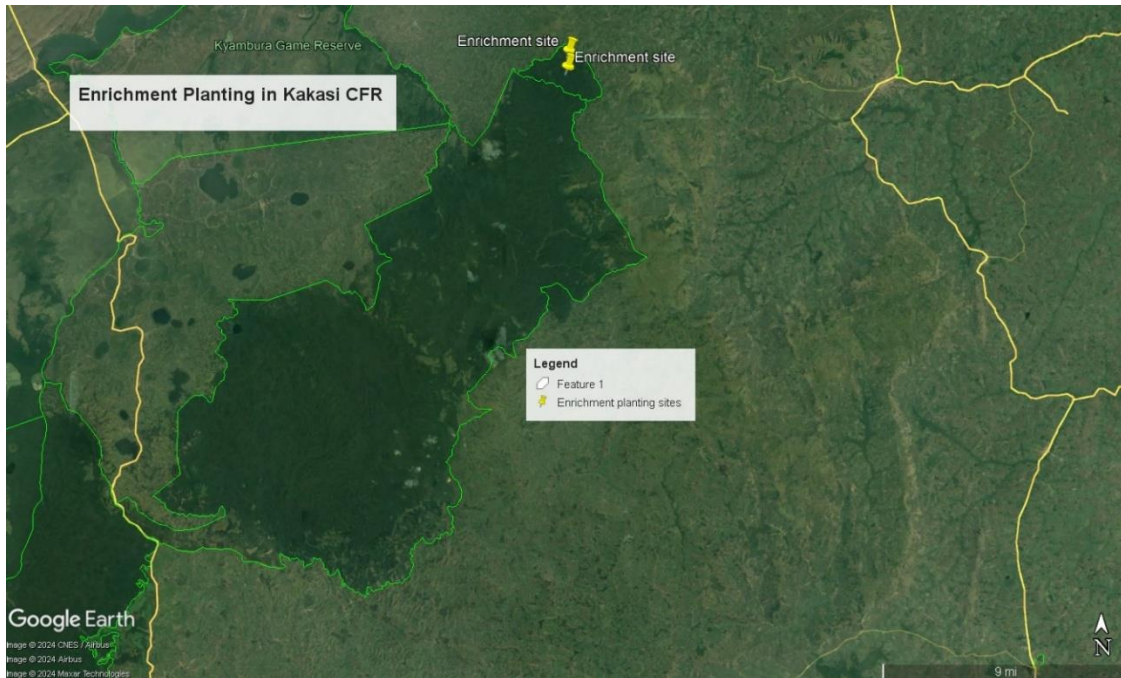 Kyambura Game Reserve
Enrichment site
Enrichment site
Enrichment Planting in Kakasi CFR
Legend
Feature 1
Enrichment planting sites
Google Earth
Image © 2024 CNES / Airbus
Image © 2024 Airbus
Image © 2024 Maxar Technologies
N
9 mi